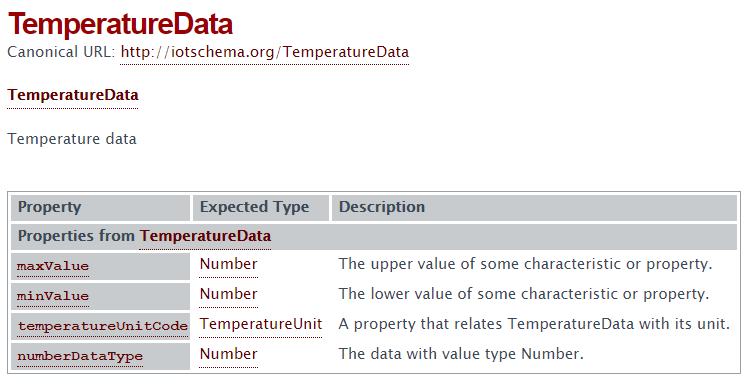 TemperatureData
Canonical URL: http://iotschema.org/TemperatureData
TemperatureData
Temperature data
Property Expected Type Description
Properties from TemperatureData
maxValue Number The upper value of some characteristic or property.
minValue Number The lower value of some characteristic or property.
temperatureUnitCode TemperatureUnit A property that relates TemperatureData with its unit.
numberDataType Number The data with value type Number.